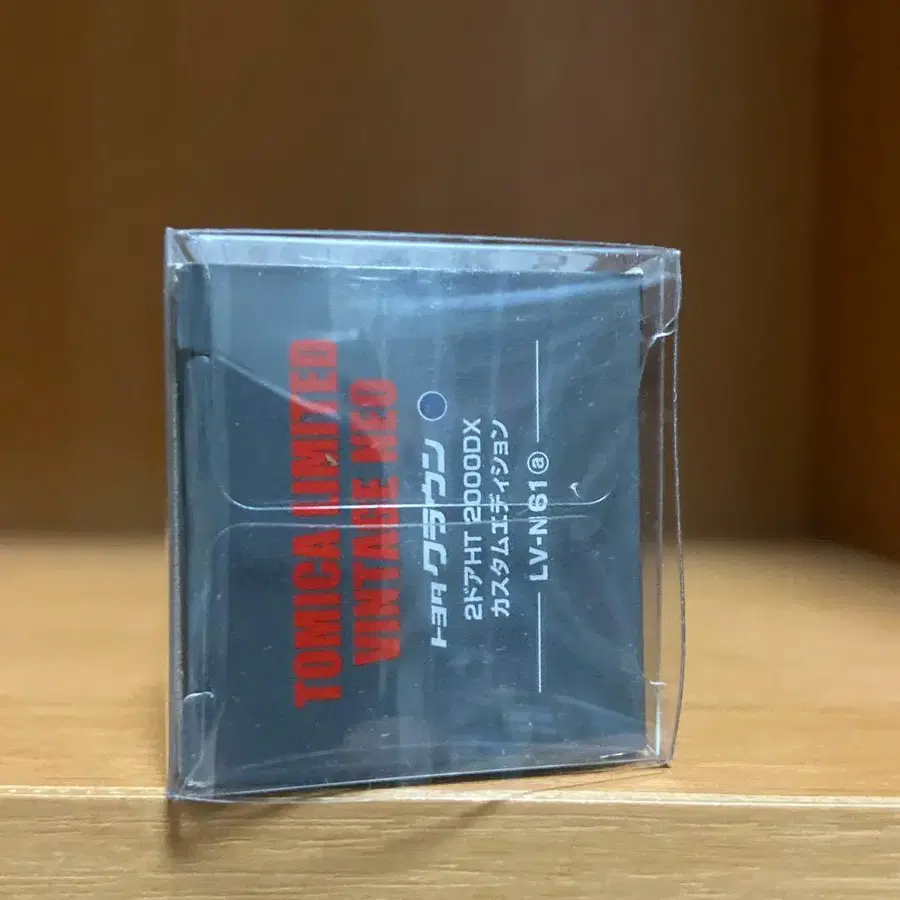 TOMICA LIMITED
VINTAGE NEO
トヨタ クラウン
2ドアHT 2000DX
カスタムエディション
LV-N61ⓐ